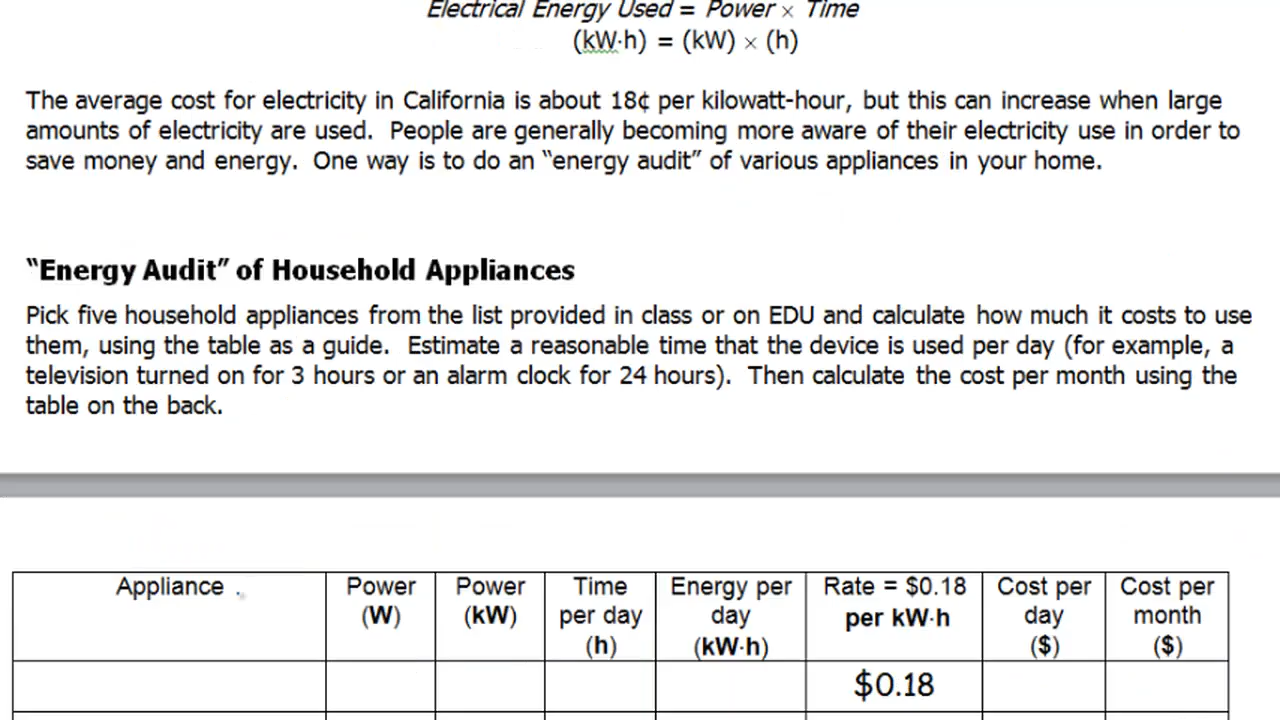 Electrical Energy Used = Power × Time
(kW·h) = (kW) × (h)
The average cost for electricity in California is about 18¢ per kilowatt-hour, but this can increase when large
amounts of electricity are used.  People are generally becoming more aware of their electricity use in order to
save money and energy.  One way is to do an “energy audit” of various appliances in your home.
“Energy Audit” of Household Appliances
Pick five household appliances from the list provided in class or on EDU and calculate how much it costs to use
them, using the table as a guide.  Estimate a reasonable time that the device is used per day (for example, a
television turned on for 3 hours or an alarm clock for 24 hours).  Then calculate the cost per month using the
table on the back.
Appliance Power Power Time Energy per Rate = $0.18 Cost per Cost per
(W) (kW) per day day per kW·h day month
(h) (kW·h) ($) ($)
$0.18